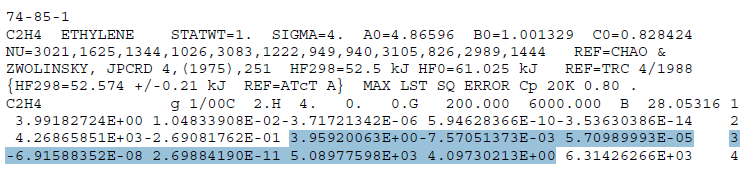 74-85-1
C2H4   ETHYLENE   STATWT=1.  SIGMA=4.  A0=4.86596  B0=1.001329  C0=0.828424
NU=3021,1625,1344,1026,3083,1222,949,940,3105,826,2989,1444   REF=CHAO &
ZWOLINSKY, JPCRD 4,(1975),251  HF298=52.5 kJ HF0=61.025 kJ   REF=TRC 4/1988
{HF298=52.574 +/-0.21 kJ  REF=ATcT A}  MAX LST SQ ERROR Cp 20K 0.80 .
C2H4              g 1/00C  2.H  4.   0.   0.G   200.000  6000.000  B  28.05316 1
 3.99182724E+00 1.04833908E-02-3.71721342E-06 5.94628366E-10-3.53630386E-14    2
 4.26865851E+03-2.69081762E-01 3.95920063E+00-7.57051373E-03 5.70989993E-05    3
-6.91588352E-08 2.69884190E-11 5.08977598E+03 4.09730213E+00 6.31426266E+03    4